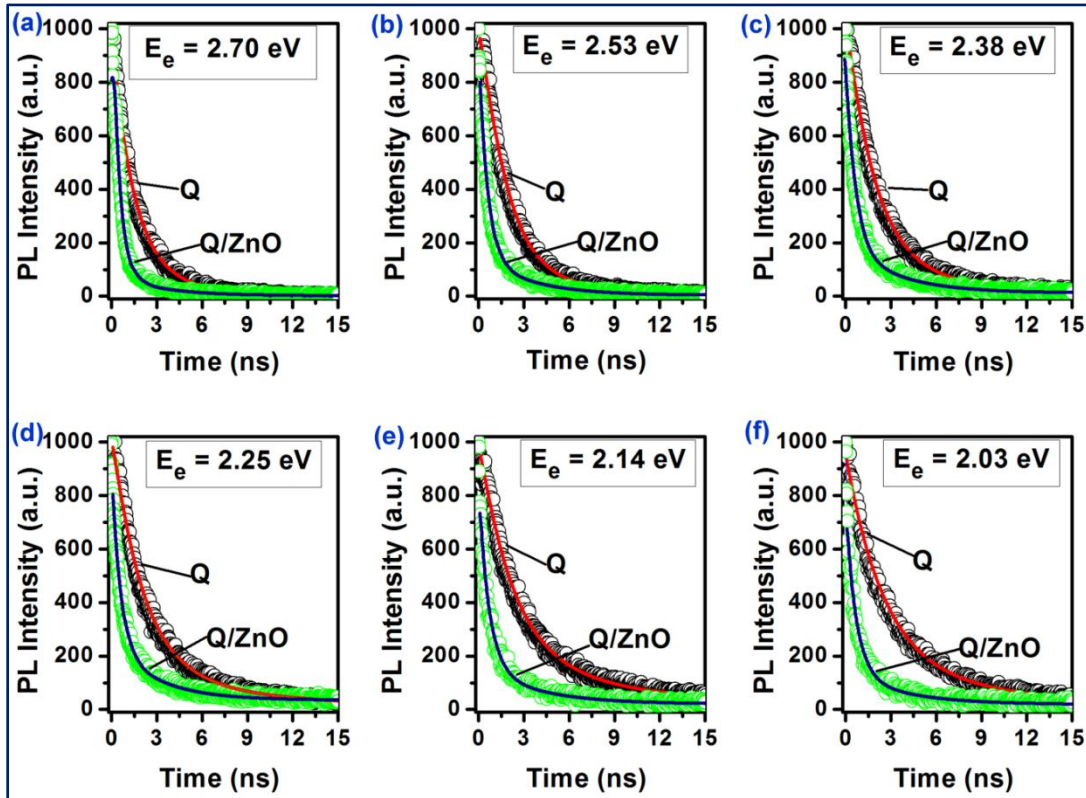 (a)
E_e = 2.70 eV
PL Intensity (a.u.)
1000
800
600
400
200
0
Q
Q/ZnO
0 3 6 9 12 15
Time (ns)
(b)
E_e = 2.53 eV
PL Intensity (a.u.)
1000
800
600
400
200
0
Q
Q/ZnO
0 3 6 9 12 15
Time (ns)
(c)
E_e = 2.38 eV
PL Intensity (a.u.)
1000
800
600
400
200
0
Q
Q/ZnO
0 3 6 9 12 15
Time (ns)
(d)
E_e = 2.25 eV
PL Intensity (a.u.)
1000
800
600
400
200
0
Q
Q/ZnO
0 3 6 9 12 15
Time (ns)
(e)
E_e = 2.14 eV
PL Intensity (a.u.)
1000
800
600
400
200
0
Q
Q/ZnO
0 3 6 9 12 15
Time (ns)
(f)
E_e = 2.03 eV
PL Intensity (a.u.)
1000
800
600
400
200
0
Q
Q/ZnO
0 3 6 9 12 15
Time (ns)